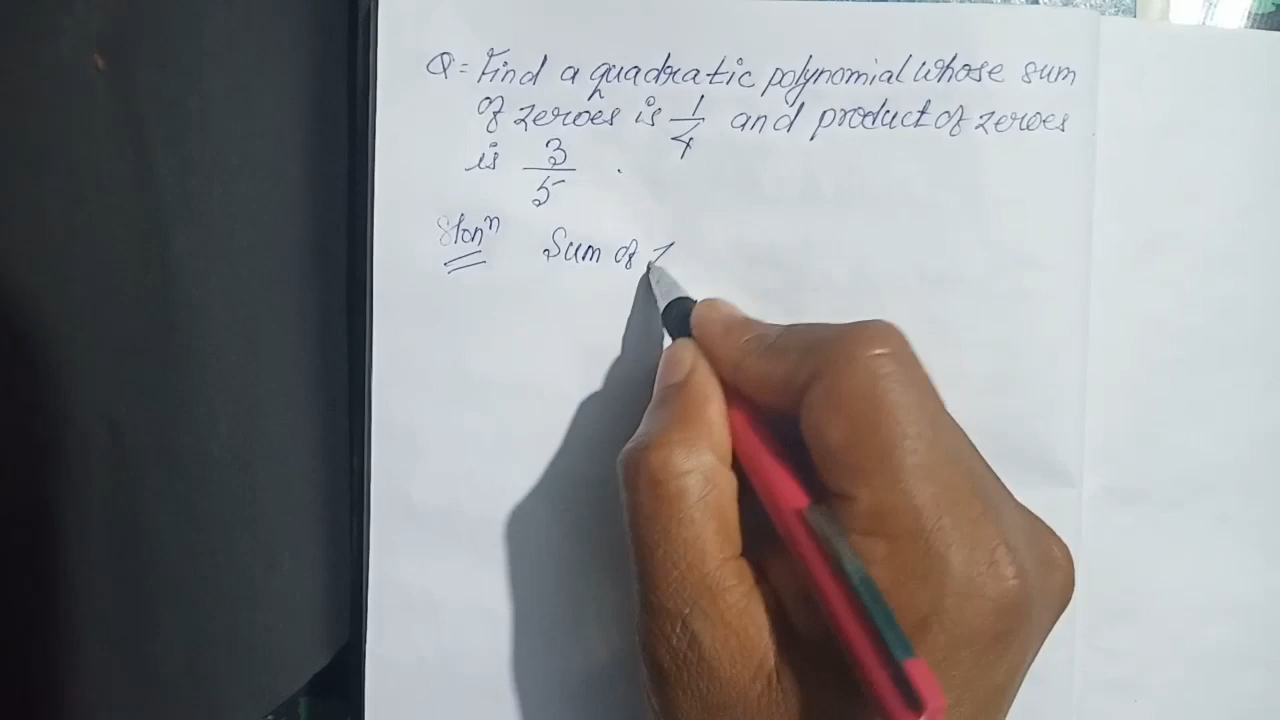 Q= Find a quadratic polynomial whose sum
of zeroes is 1/4 and product of zeroes
is 3/5 .
Slonⁿ Sum of z